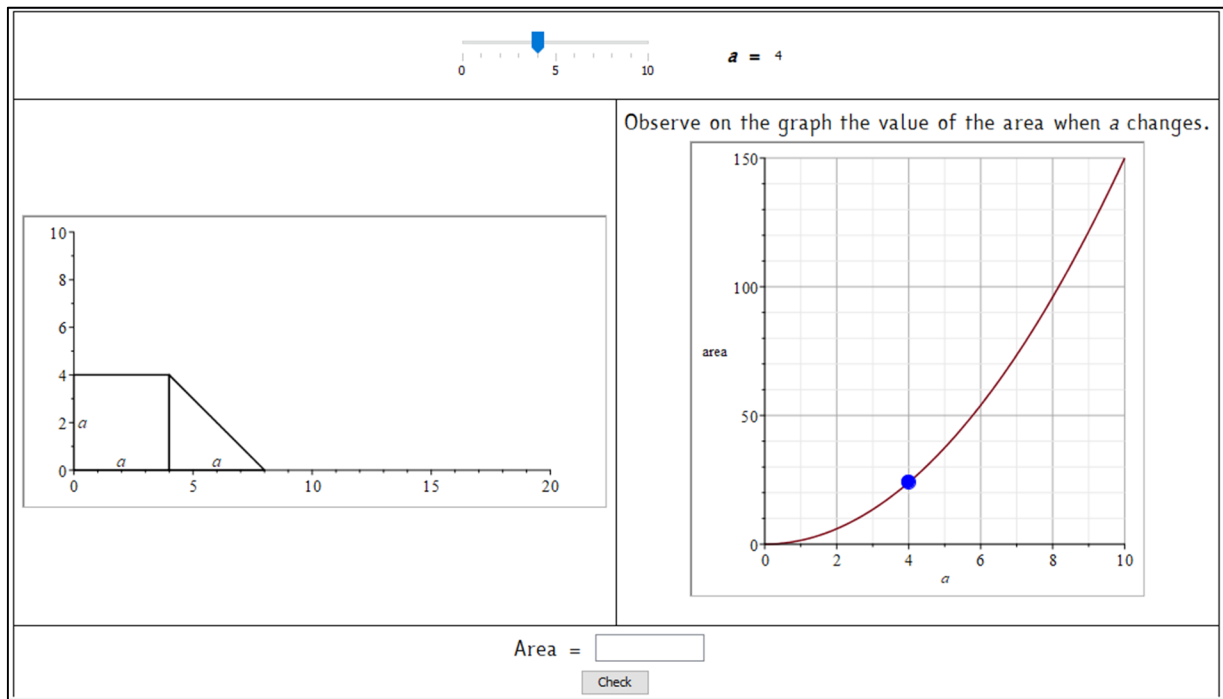 a = 4
0 5 10
Observe on the graph the value of the area when a changes.
10
8
6
4
2 a
a a
0
0 5 10 15 20
150
100
area
50
0
0 2 4 6 8 10
a
Area =
Check